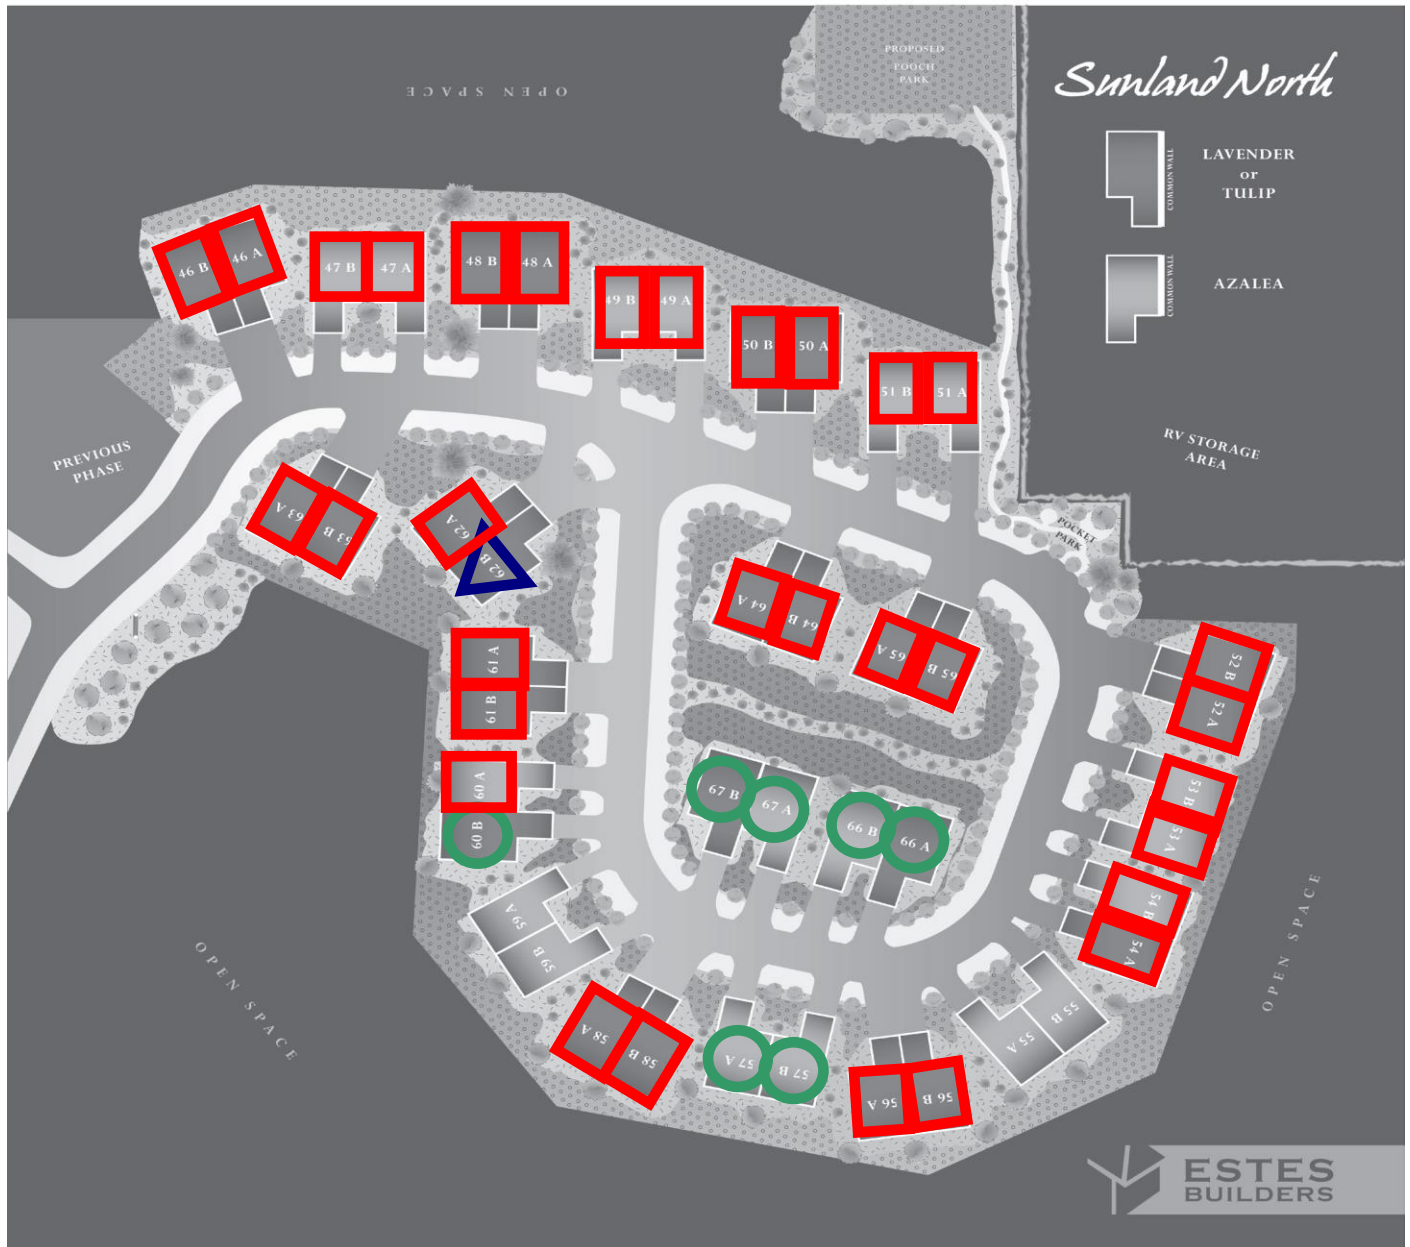 PROPOSED
POOCH
PARK
Sunland North
OPEN SPACE
COMMON WALL
LAVENDER
or
TULIP
COMMON WALL
AZALEA
46 B
46 A
47 B
47 A
48 B
48 A
49 B
49 A
50 B
50 A
51 B
51 A
RV STORAGE
AREA
PREVIOUS
PHASE
63 A
63 B
62 A
62 B
POCKET
PARK
64 A
64 B
65 A
65 B
61 A
61 B
52 B
52 A
60 A
60 B
67 B
67 A
66 B
66 A
53 B
53 A
54 B
54 A
59 A
59 B
OPEN SPACE
OPEN SPACE
58 A
58 B
57 A
57 B
56 A
56 B
55 A
55 B
ESTES
BUILDERS